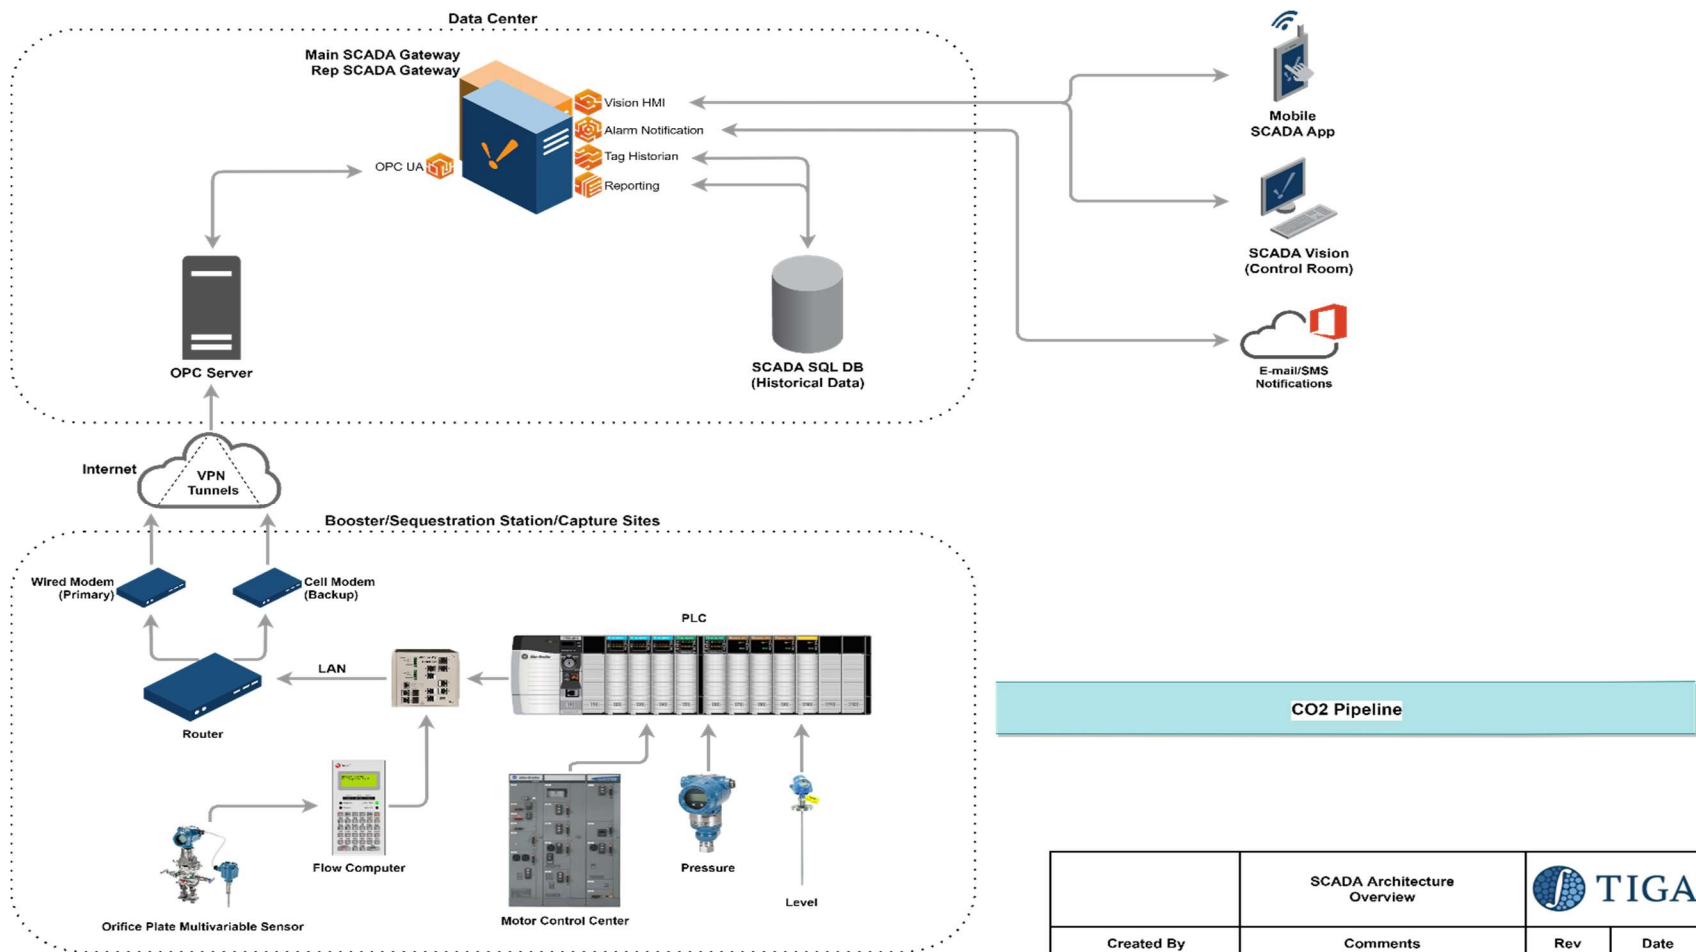 Data Center
Main SCADA Gateway
Rep SCADA Gateway
Vision HMI
Alarm Notification
Tag Historian
Reporting
OPC UA
OPC Server
SCADA SQL DB
(Historical Data)
Mobile
SCADA App
SCADA Vision
(Control Room)
E-mail/SMS
Notifications
Internet
VPN
Tunnels
Booster/Sequestration Station/Capture Sites
Wired Modem
(Primary)
Cell Modem
(Backup)
PLC
LAN
Router
Flow Computer
Orifice Plate Multivariable Sensor
Motor Control Center
Pressure
Level
CO2 Pipeline
SCADA Architecture
Overview
TIGA
Created By
Comments
Rev
Date